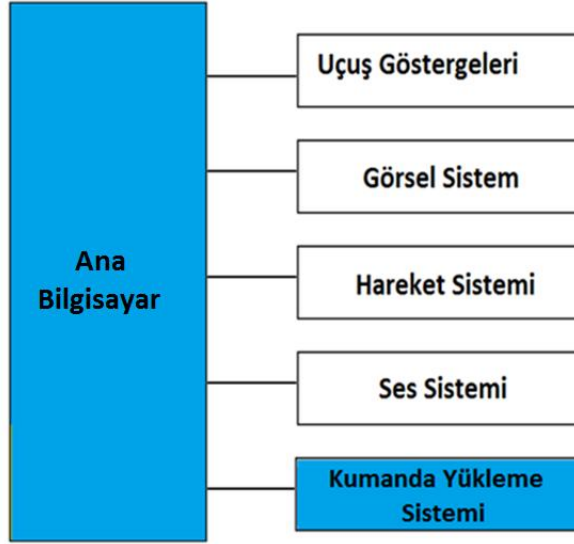 Ana
Bilgisayar
Uçuş Göstergeleri
Görsel Sistem
Hareket Sistemi
Ses Sistemi
Kumanda Yükleme
Sistemi